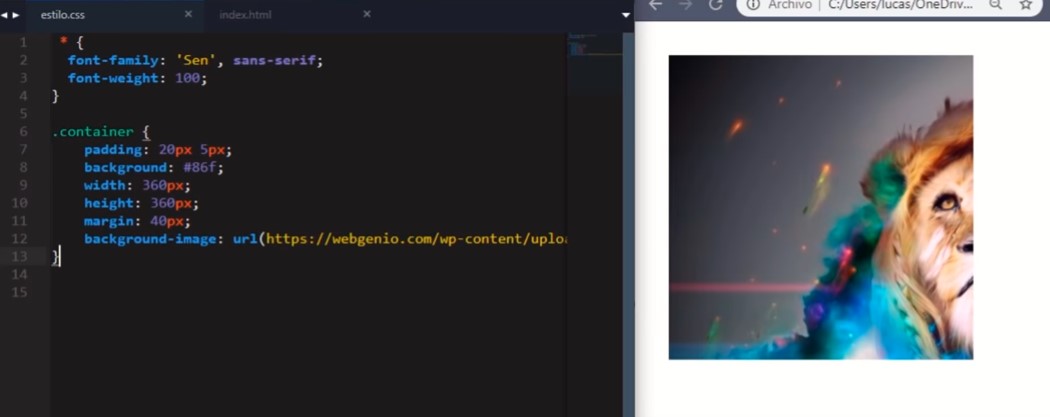 estilo.css × index.html ×
Archivo | C:/Users/lucas/OneDriv...
1 * {
2 font-family: 'Sen', sans-serif;
3 font-weight: 100;
4 }
5
6 .container {
7 padding: 20px 5px;
8 background: #86f;
9 width: 360px;
10 height: 360px;
11 margin: 40px;
12 background-image: url(https://webgenio.com/wp-content/uploa
13 }
14
15